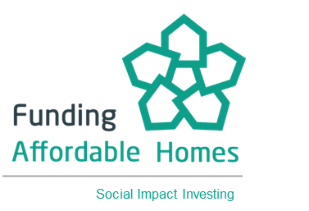 Funding
Affordable Homes
Social Impact Investing